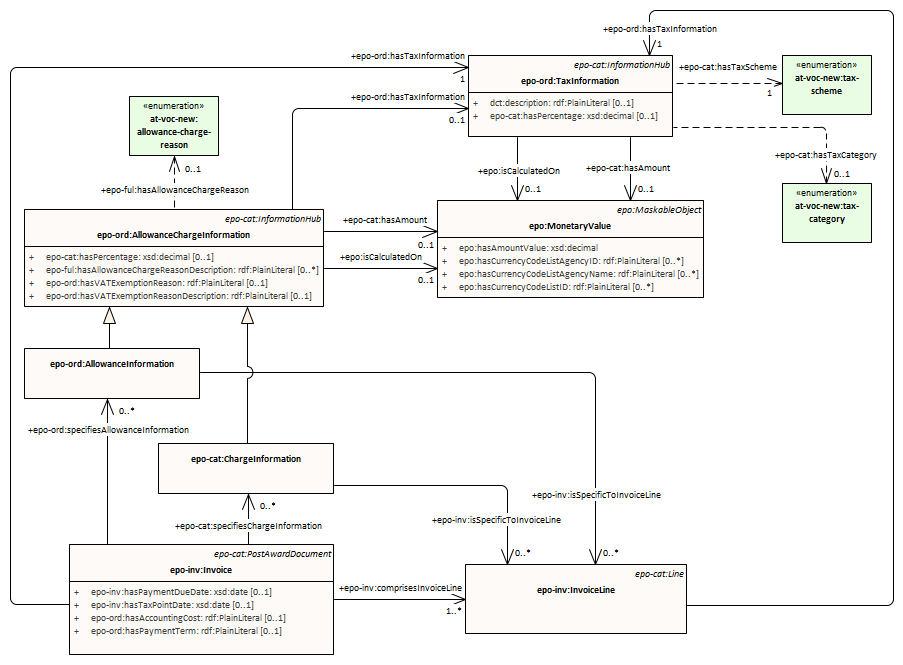 +epo-ord:hasTaxInformation
1
+epo-ord:hasTaxInformation
1
epo-cat:InformationHub
epo-ord:TaxInformation
+ dct:description: rdf:PlainLiteral [0..1]
+ epo-cat:hasPercentage: xsd:decimal [0..1]
+epo-cat:hasTaxScheme
1
«enumeration»
at-voc-new:tax-
scheme
+epo-ord:hasTaxInformation
0..1
«enumeration»
at-voc-new:
allowance-charge-
reason
0..1
+epo-ful:hasAllowanceChargeReason
+epo:isCalculatedOn
0..1
+epo-cat:hasAmount
0..1
+epo-cat:hasTaxCategory
0..1
«enumeration»
at-voc-new:tax-
category
epo-cat:InformationHub
epo-ord:AllowanceChargeInformation
+ epo-cat:hasPercentage: xsd:decimal [0..1]
+ epo-ful:hasAllowanceChargeReasonDescription: rdf:PlainLiteral [0..*]
+ epo-ord:hasVATExemptionReason: rdf:PlainLiteral [0..1]
+ epo-ord:hasVATExemptionReasonDescription: rdf:PlainLiteral [0..1]
+epo-cat:hasAmount
0..1
+epo:isCalculatedOn
0..1
epo:MaskableObject
epo:MonetaryValue
+ epo:hasAmountValue: xsd:decimal
+ epo:hasCurrencyCodeListAgencyID: rdf:PlainLiteral [0..*]
+ epo:hasCurrencyCodeListAgencyName: rdf:PlainLiteral [0..*]
+ epo:hasCurrencyCodeListID: rdf:PlainLiteral [0..*]
epo-ord:AllowanceInformation
0..*
+epo-ord:specifiesAllowanceInformation
epo-cat:ChargeInformation
0..*
+epo-cat:specifiesChargeInformation
+epo-inv:isSpecificToInvoiceLine
0..*
+epo-inv:isSpecificToInvoiceLine
0..*
epo-cat:PostAwardDocument
epo-inv:Invoice
+ epo-inv:hasPaymentDueDate: xsd:date [0..1]
+ epo-inv:hasTaxPointDate: xsd:date [0..1]
+ epo-ord:hasAccountingCost: rdf:PlainLiteral [0..1]
+ epo-ord:hasPaymentTerm: rdf:PlainLiteral [0..1]
+epo-inv:comprisesInvoiceLine
1..*
epo-cat:Line
epo-inv:InvoiceLine